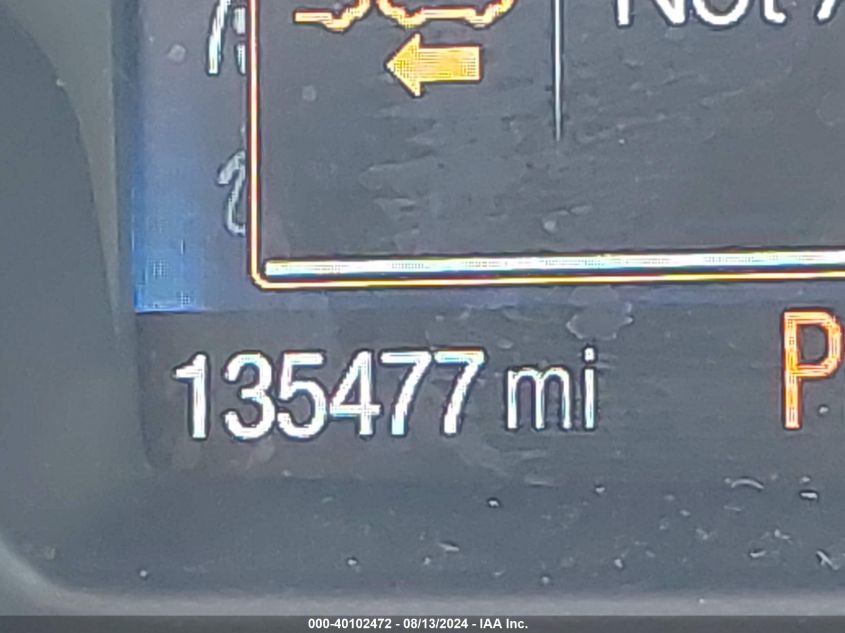 Not
135477 mi
P
000-40102472 - 08/13/2024 - IAA Inc.